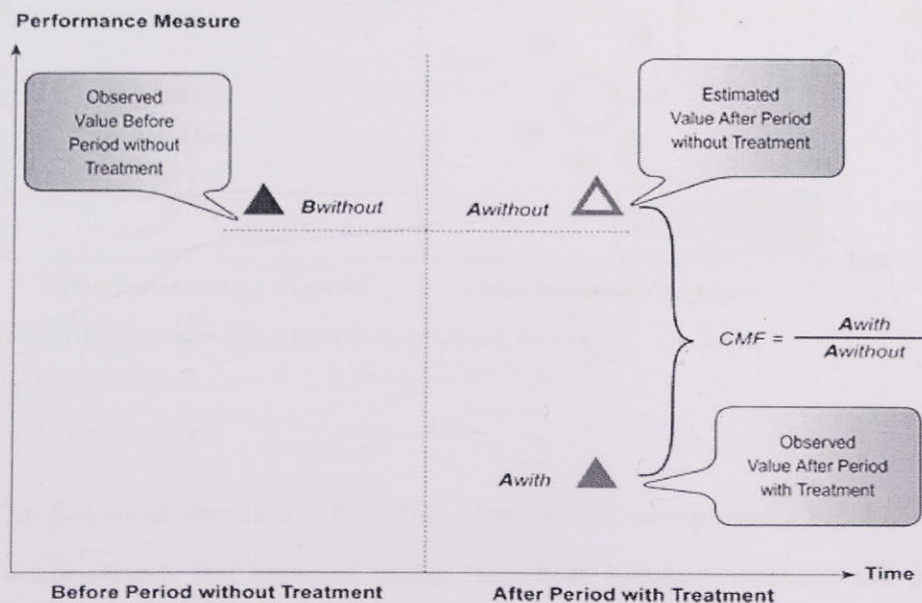 Performance Measure
Observed
Value Before
Period without
Treatment
Estimated
Value After Period
without Treatment
Bwithout
Awithout
CMF = Awith
Awithout
Awith
Observed
Value After Period
with Treatment
Time
Before Period without Treatment
After Period with Treatment